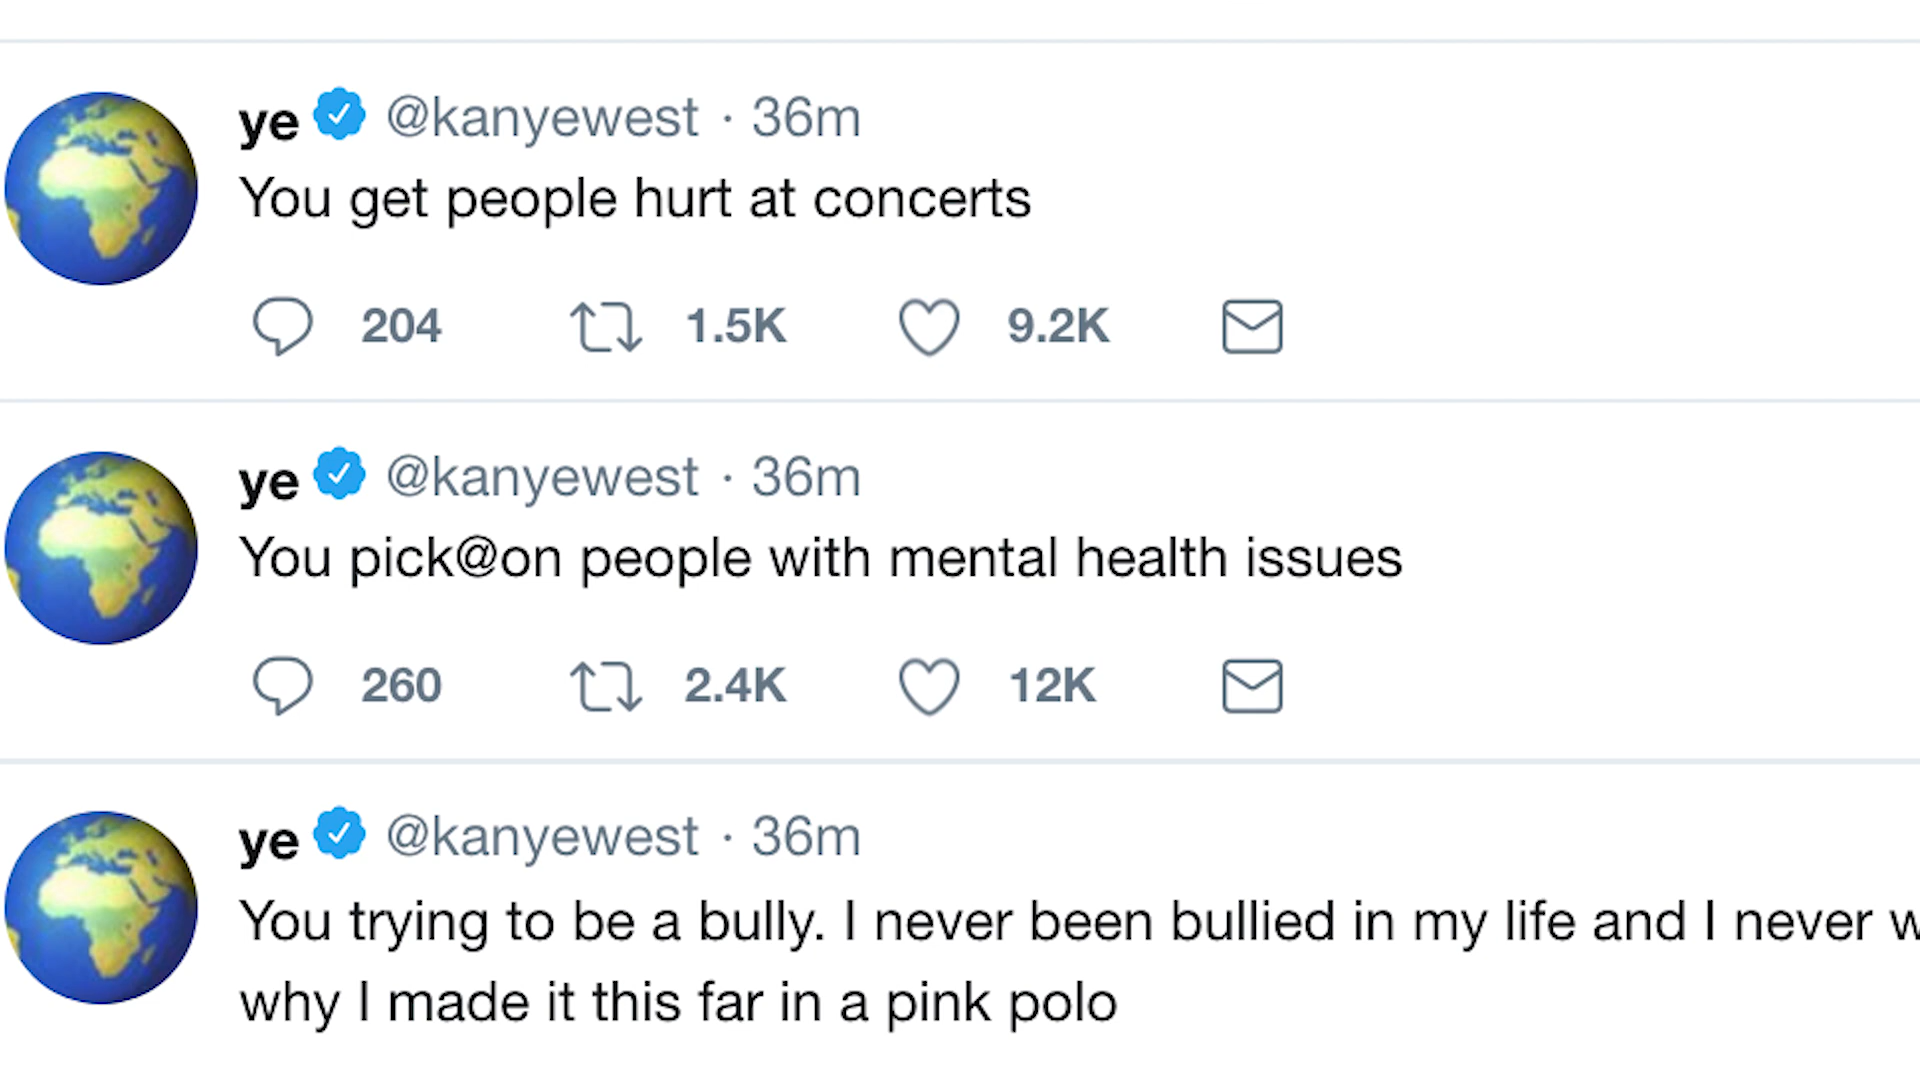 ye @kanyewest · 36m
You get people hurt at concerts
204 1.5K 9.2K
ye @kanyewest · 36m
You pick@on people with mental health issues
260 2.4K 12K
ye @kanyewest · 36m
You trying to be a bully. I never been bullied in my life and I never
why I made it this far in a pink polo